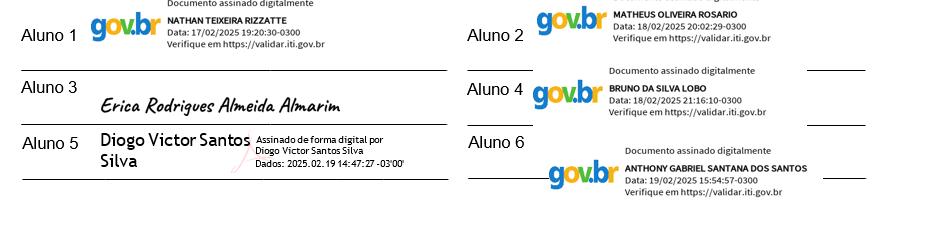 Documento assinado digitalmente
Aluno 1 gov.br NATHAN TEIXEIRA RIZZATTE
Data: 17/02/2025 19:20:30-0300
Verifique em https://validar.iti.gov.br
Aluno 2 gov.br MATHEUS OLIVEIRA ROSARIO
Data: 18/02/2025 20:02:29-0300
Verifique em https://validar.iti.gov.br
Aluno 3
Erica Rodrigues Almeida Almarim
Documento assinado digitalmente
Aluno 4 gov.br BRUNO DA SILVA LOBO
Data: 18/02/2025 21:16:10-0300
Verifique em https://validar.iti.gov.br
Aluno 5 Diogo Victor Santos Silva
Assinado de forma digital por
Diogo Victor Santos Silva
Dados: 2025.02.19 14:47:27 -03'00'
Aluno 6
Documento assinado digitalmente
gov.br ANTHONY GABRIEL SANTANA DOS SANTOS
Data: 19/02/2025 15:54:57-0300
Verifique em https://validar.iti.gov.br